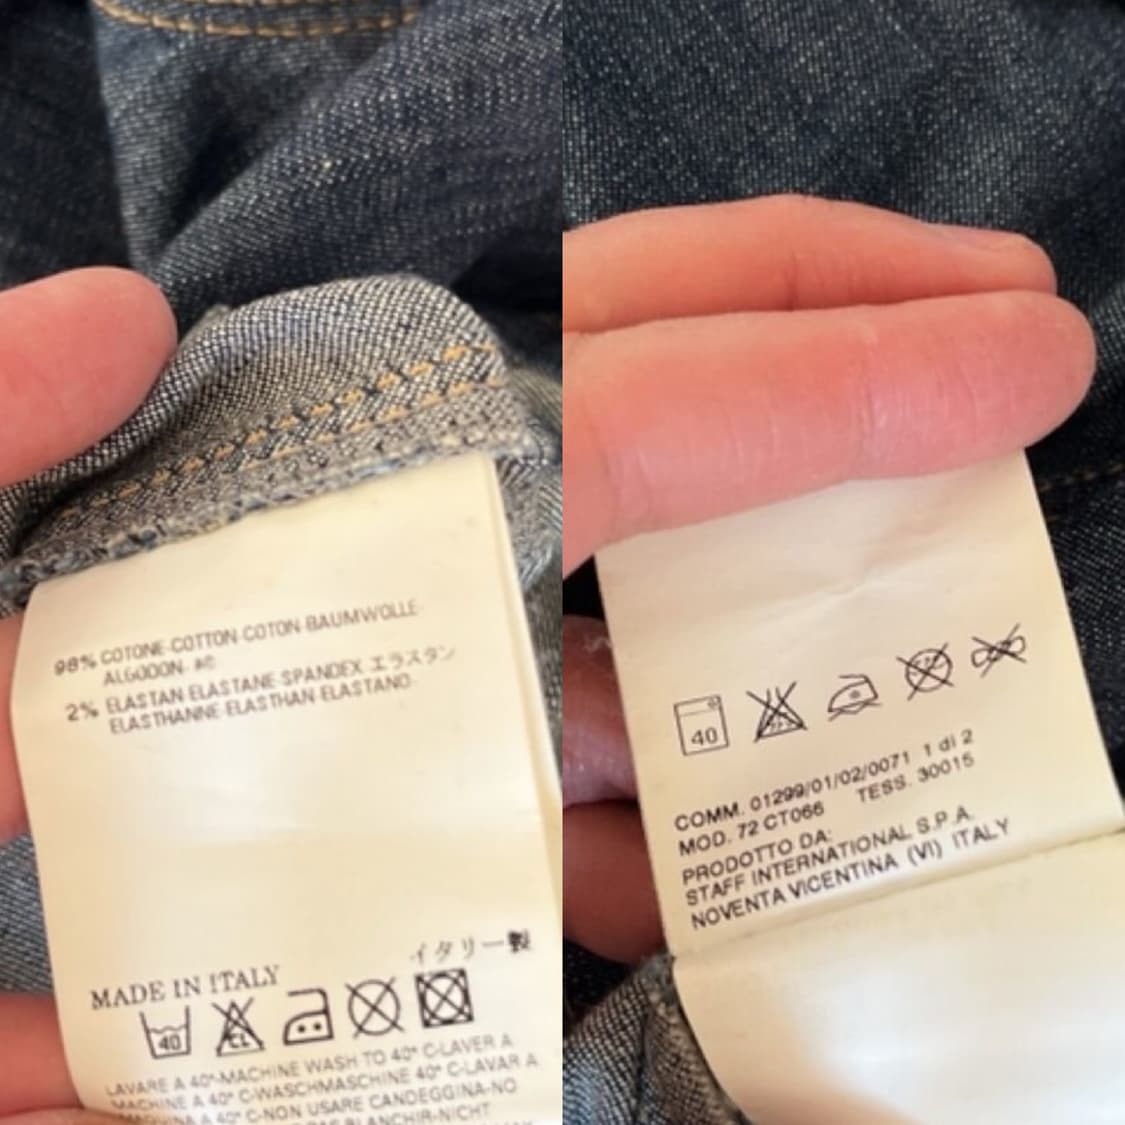 98% COTONE-COTTON-COTON-BAUMWOLLE-
ALGODON-
2% ELASTAN-ELASTANE-SPANDEX エラスタン
ELASTHANNE-ELASTHAN-ELASTANO-
イタリー製
MADE IN ITALY
40 CL
LAVARE A 40°-MACHINE WASH TO 40° C-LAVER A
MACHINE A 40° C-WASCHMASCHINE 40° C-LAVAR A
A 40° C-NON USARE CANDEGGINA-NO
BLANCHIR-NICHT
40
COMM. 01299/01/02/0071 1 di 2
MOD. 72 CT066 TESS. 30015
PRODOTTO DA:
STAFF INTERNATIONAL S.P.A.
NOVENTA VICENTINA (VI) ITALY